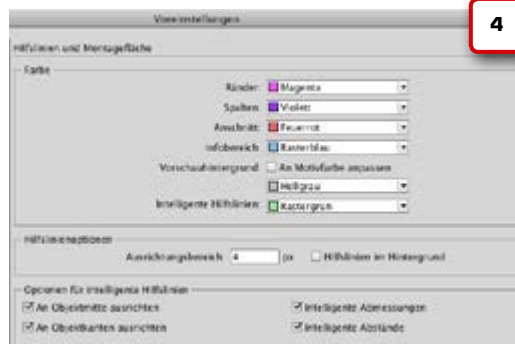 Voreinstellungen
4
Hilfslinien und Montagefläche
Farbe
Ränder: Magenta
Spalten: Violett
Anschnitt: Feuerrot
Infobereich: Rasterblau
Vorschauhintergrund: An Motivfarbe anpassen
Hellgrau
Intelligente Hilfslinien: Rastergrün
Hilfslinienoptionen
Ausrichtungsbereich: 4 px Hilfslinien im Hintergrund
Optionen für intelligente Hilfslinien
An Objektmitte ausrichten Intelligente Abmessungen
An Objektkanten ausrichten Intelligente Abstände